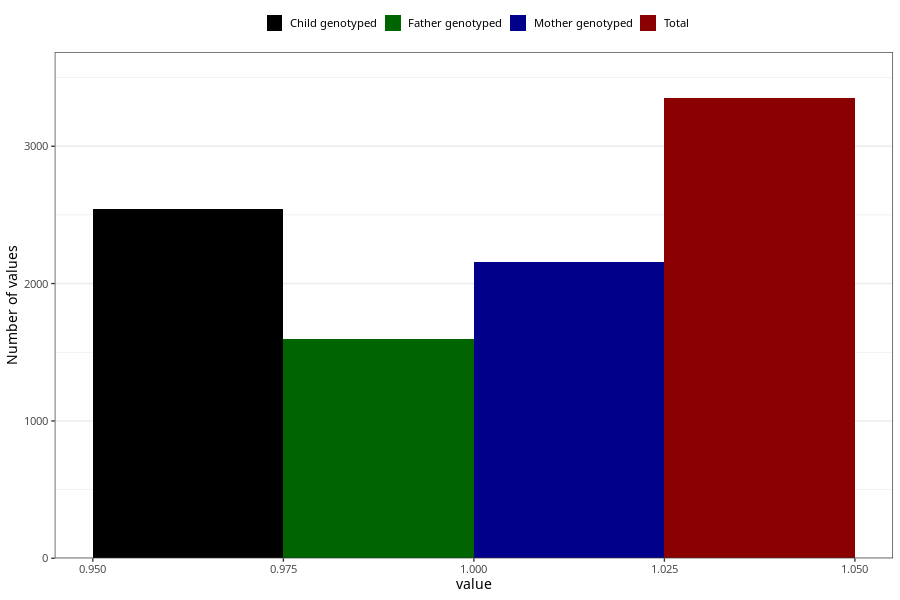 Child genotyped Father genotyped Mother genotyped Total
Number of values
3000
2000
1000
0
0.950 0.975 1.000 1.025 1.050
value